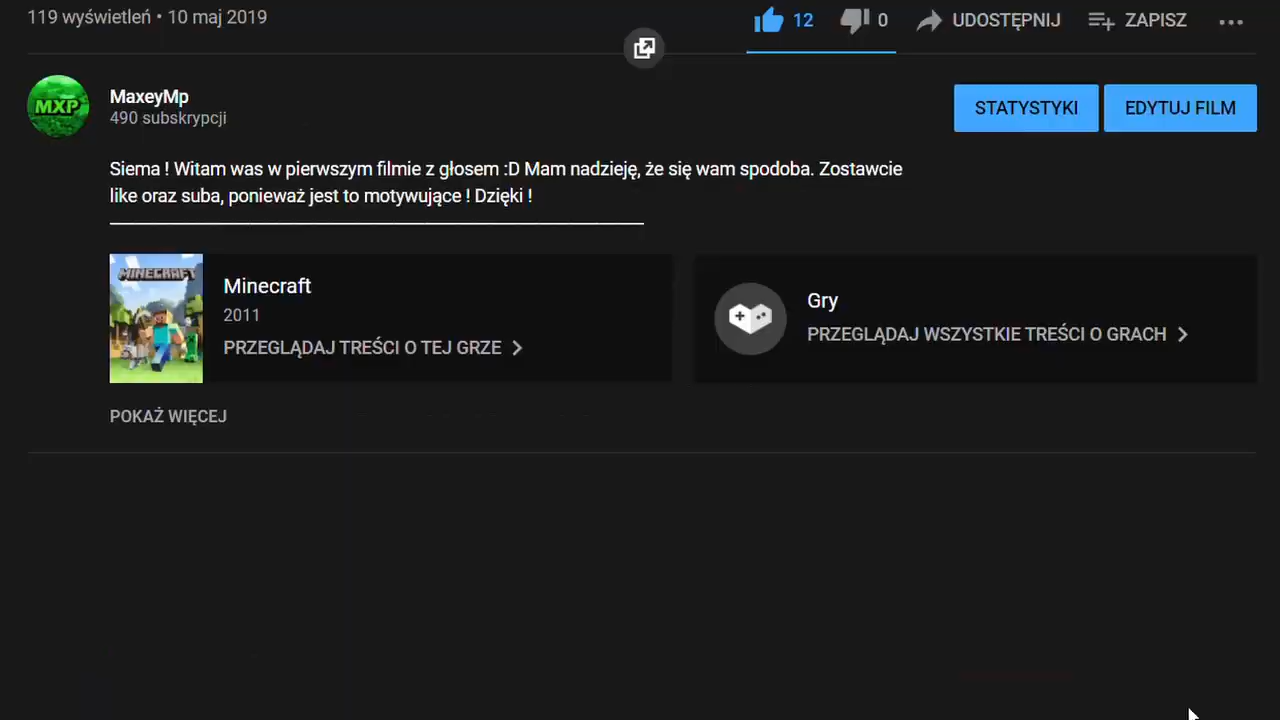 119 wyświetleń • 10 maj 2019
12
0
UDOSTĘPNIJ
ZAPISZ
MXP
MaxeyMp
490 subskrypcji
STATYSTYKI
EDYTUJ FILM
Siema ! Witam was w pierwszym filmie z głosem :D Mam nadzieję, że się wam spodoba. Zostawcie
like oraz suba, ponieważ jest to motywujące ! Dzięki !
MINECRAFT
Minecraft
2011
PRZEGLĄDAJ TREŚCI O TEJ GRZE
Gry
PRZEGLĄDAJ WSZYSTKIE TREŚCI O GRACH
POKAŻ WIĘCEJ